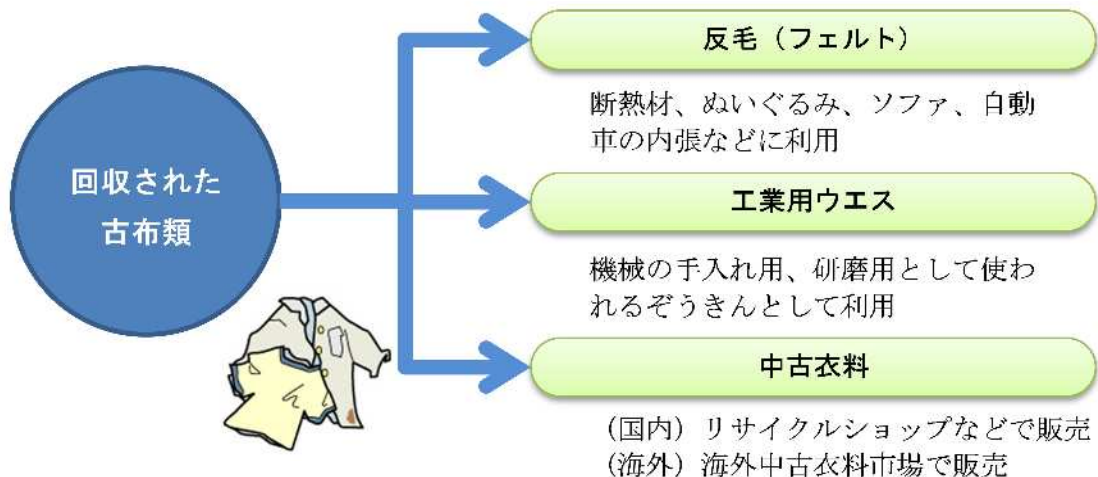 回収された
古布類
反毛（フェルト）
断熱材、ぬいぐるみ、ソファ、自動
車の内張などに利用
工業用ウエス
機械の手入れ用、研磨用として使わ
れるぞうきんとして利用
中古衣料
（国内）リサイクルショップなどで販売
（海外）海外中古衣料市場で販売